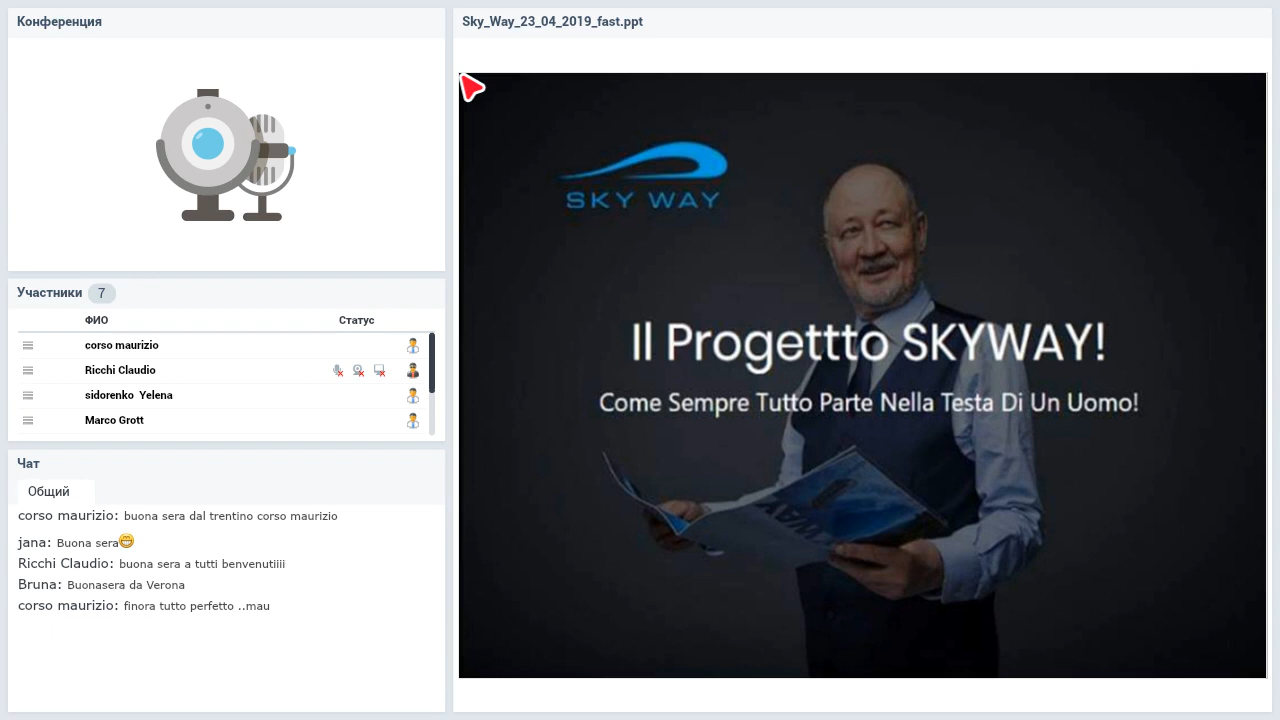 Конференция
Участники 7
ФИО Статус
corso maurizio
Ricchi Claudio
sidorenko Yelena
Marco Grott
Чат
Общий
corso maurizio: buona sera dal trentino corso maurizio
jana: Buona sera
Ricchi Claudio: buona sera a tutti benvenutiiii
Bruna: Buonasera da Verona
corso maurizio: finora tutto perfetto ..mau
Sky_Way_23_04_2019_fast.ppt
SKY WAY
Il Progettto SKYWAY!
Come Sempre Tutto Parte Nella Testa Di Un Uomo!